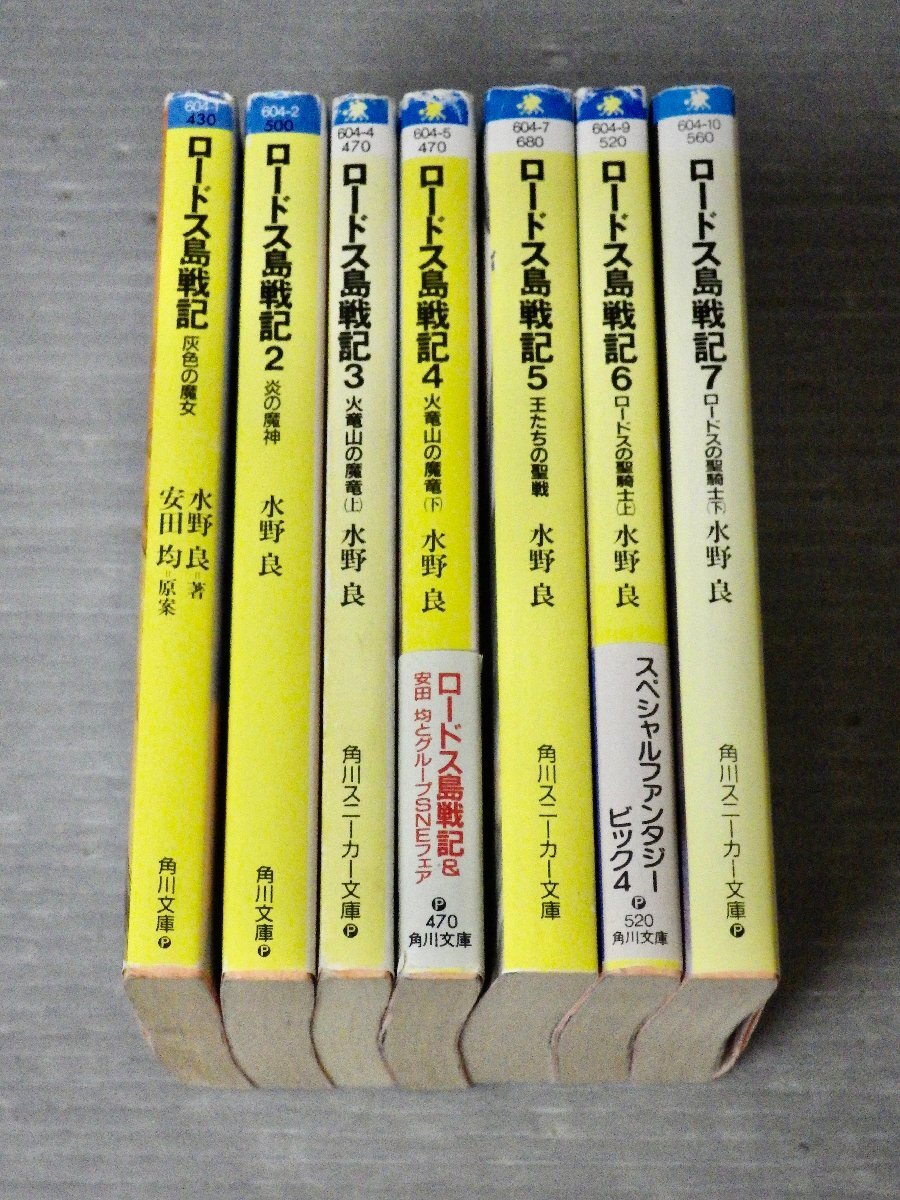 604-1
430
ロードス島戦記
灰色の魔女
水野良=著
安田均=原案
角川文庫
P
604-2
500
ロードス島戦記2
炎の魔神
水野良
角川文庫
P
604-4
470
ロードス島戦記3
火竜山の魔竜(上)
水野良
角川スニーカー文庫
P
604-5
470
ロードス島戦記4
火竜山の魔竜(下)
水野良
ロードス島戦記&
安田均とグループSNEフェア
P
470
角川文庫
604-7
680
ロードス島戦記5
王たちの聖戦
水野良
角川スニーカー文庫
604-9
520
ロードス島戦記6
ロードスの聖騎士(上)
水野良
スペシャルファンタジー
ビック4
P
520
角川文庫
604-10
560
ロードス島戦記7
ロードスの聖騎士(下)
水野良
角川スニーカー文庫
P